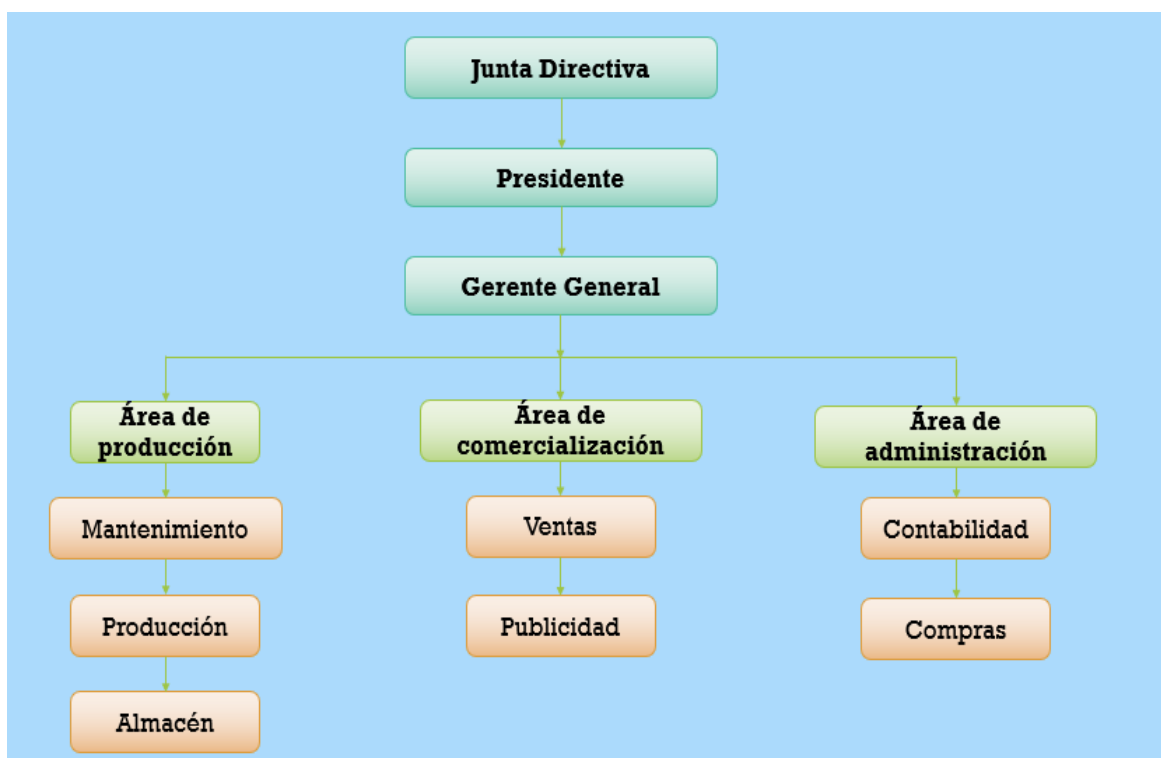 Junta Directiva
Presidente
Gerente General
Área de
producción
Área de
comercialización
Área de
administración
Mantenimiento
Ventas
Contabilidad
Producción
Publicidad
Compras
Almacén